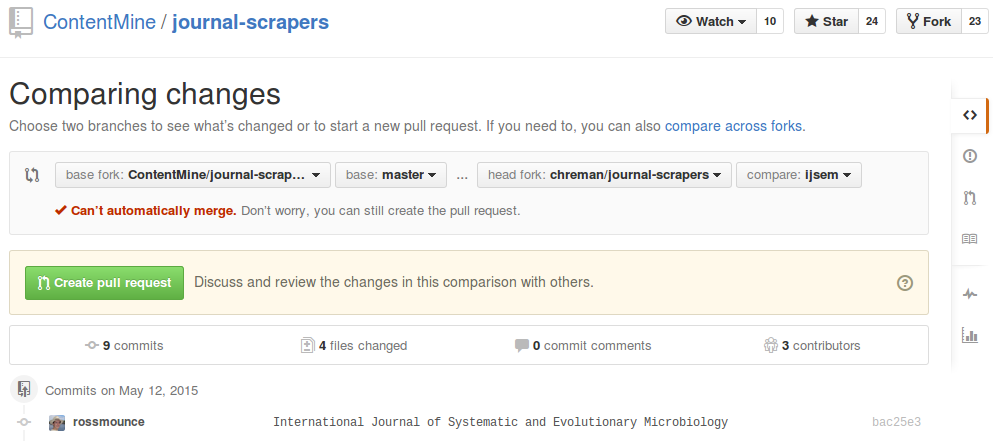 ContentMine / journal-scrapers
Watch 10 Star 24 Fork 23
Comparing changes
Choose two branches to see what's changed or to start a new pull request. If you need to, you can also compare across forks.
base fork: ContentMine/journal-scrap… base: master … head fork: chreman/journal-scrapers compare: ijsem
Can't automatically merge. Don't worry, you can still create the pull request.
Create pull request Discuss and review the changes in this comparison with others.
9 commits 4 files changed 0 commit comments 3 contributors
Commits on May 12, 2015
rossmounce International Journal of Systematic and Evolutionary Microbiology bac25e3